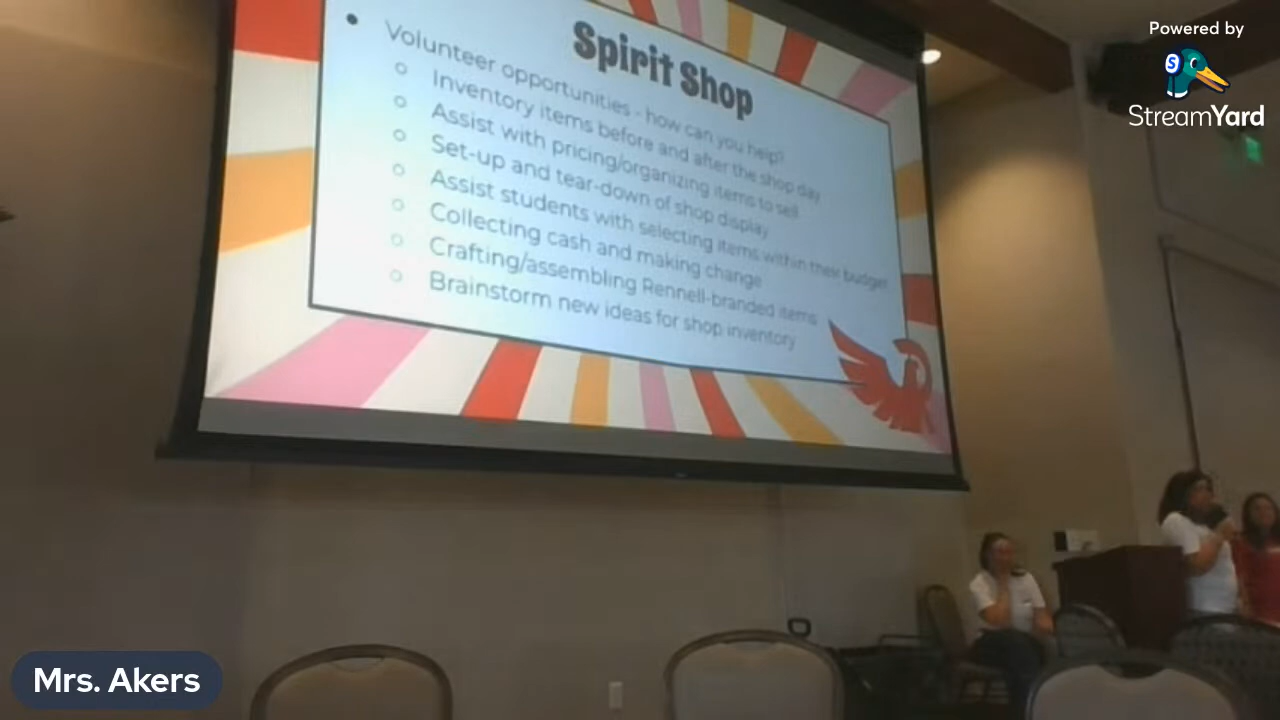 Powered by
StreamYard
Spirit Shop
Volunteer opportunities - how can you help?
Inventory items before and after the shop day
Assist with pricing/organizing items to sell
Set-up and tear-down of shop display
Assist students with selecting items within their budget
Collecting cash and making change
Crafting/assembling Rennell-branded items
Brainstorm new ideas for shop inventory
Mrs. Akers